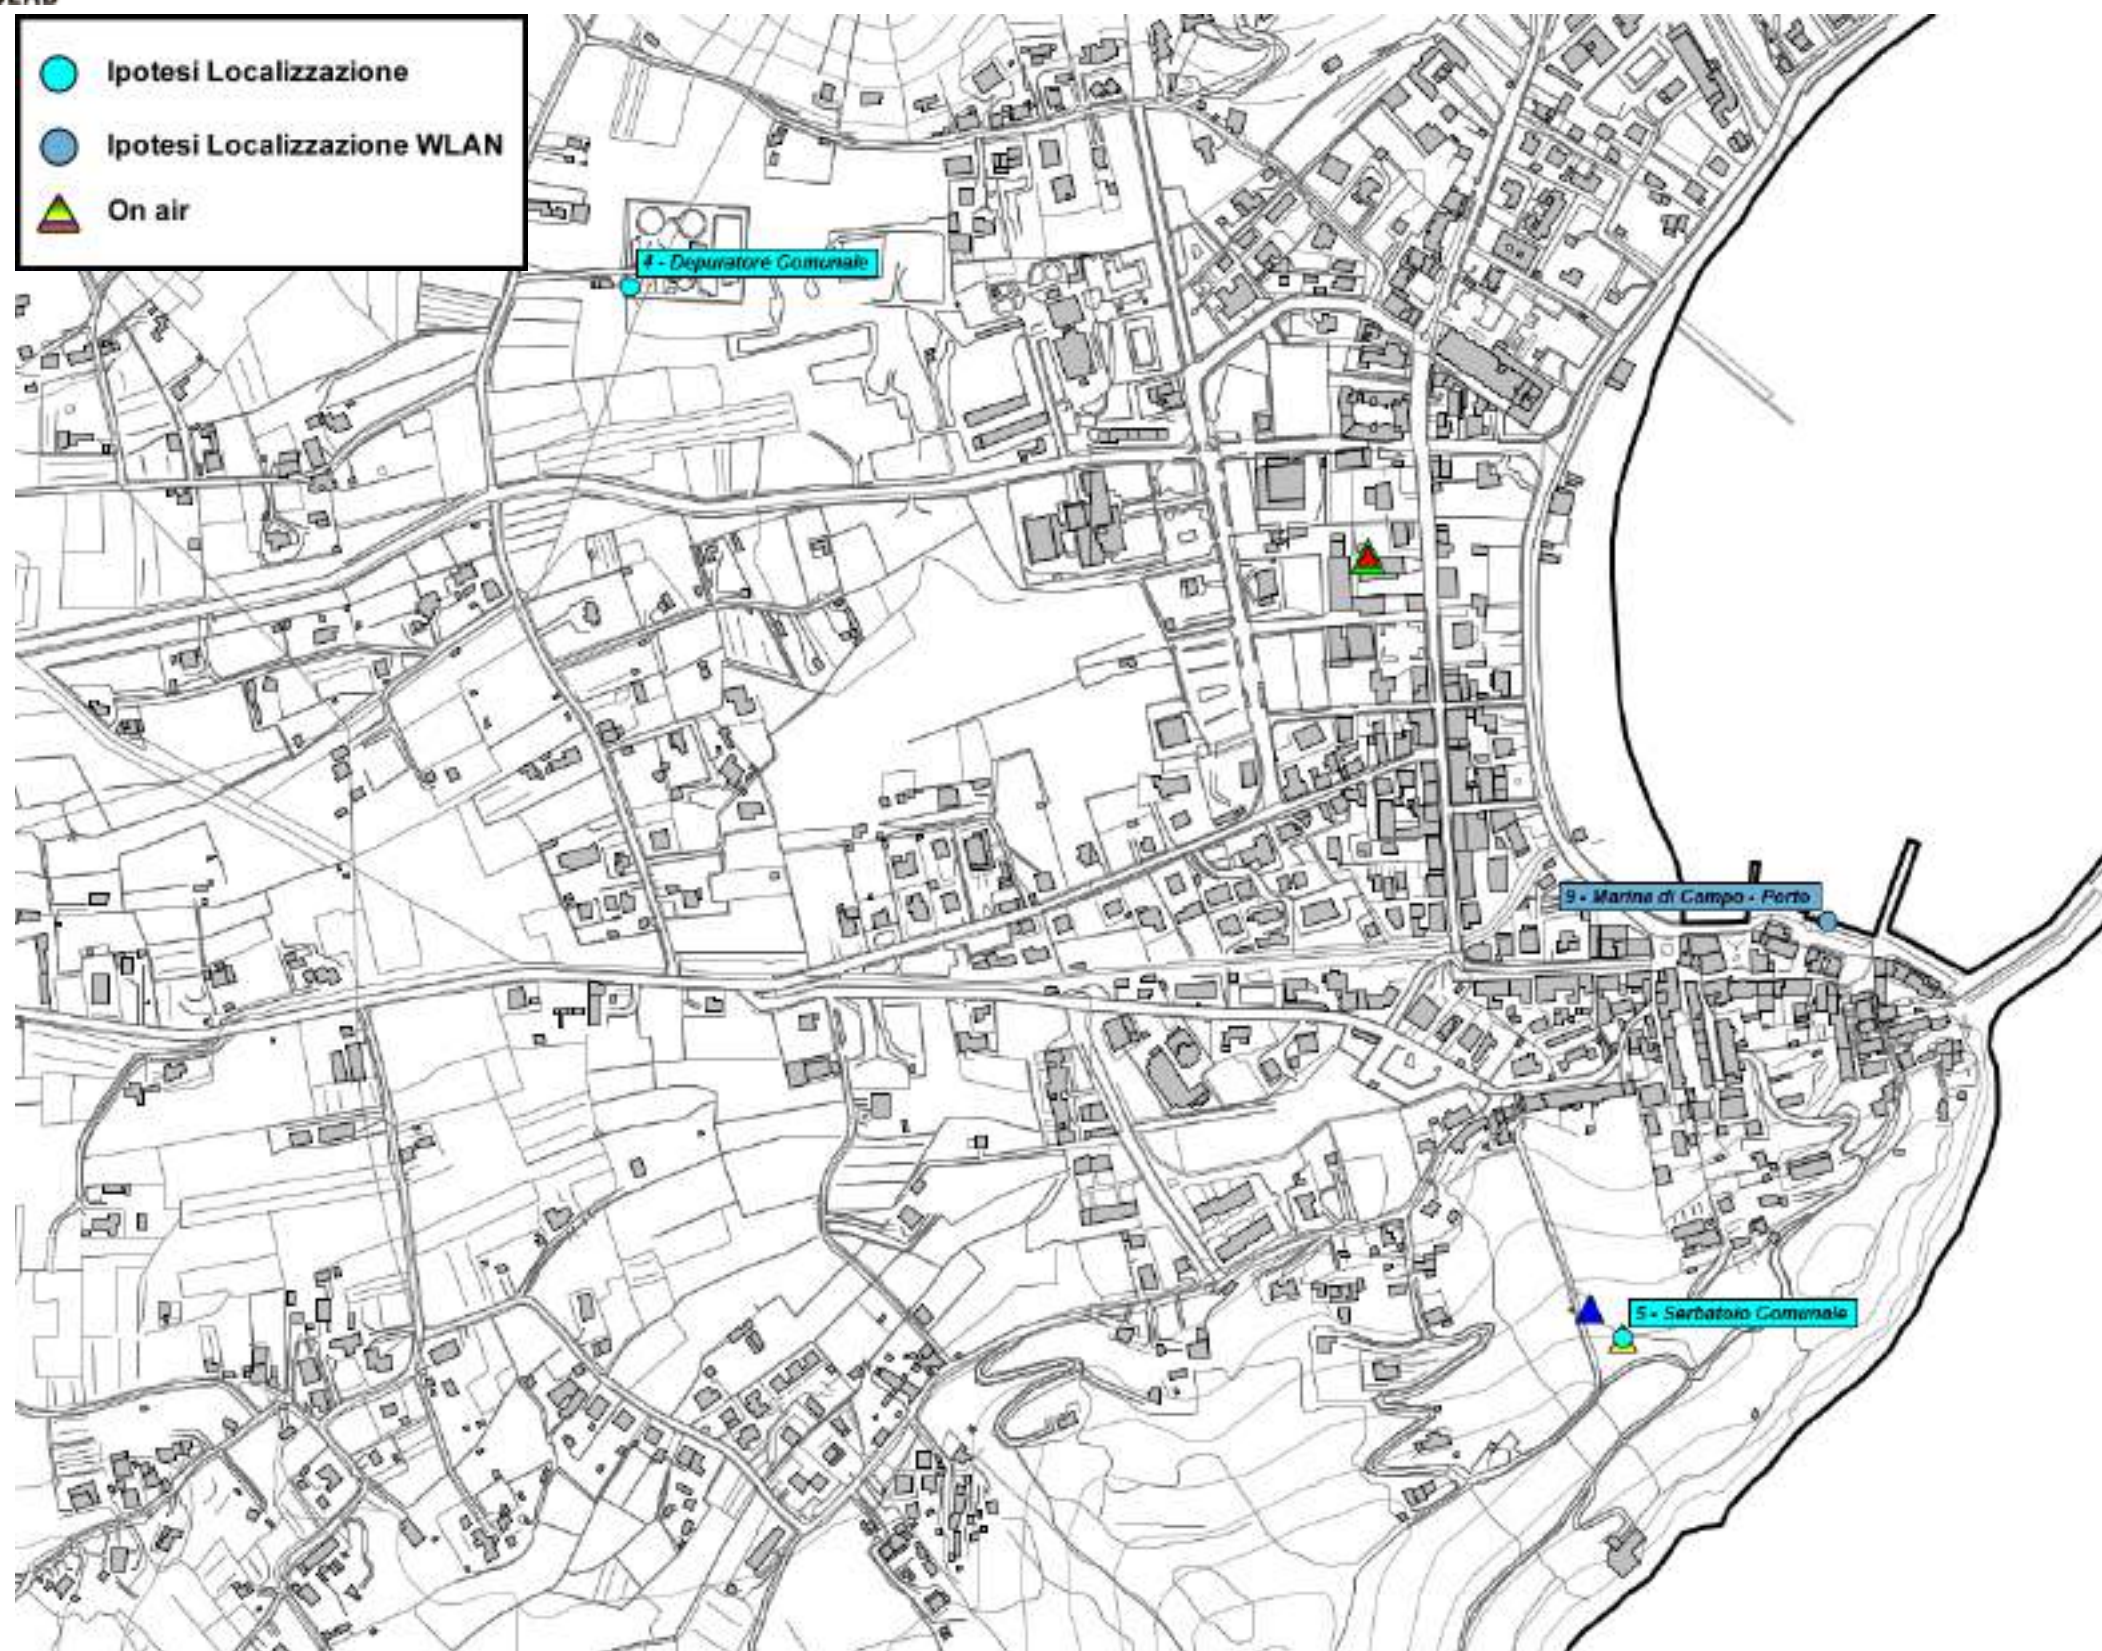 Ipotesi Localizzazione
Ipotesi Localizzazione WLAN
On air
4 - Depuratore Comunale
9 - Marina di Campo - Porto
5 - Serbatoio Comunale